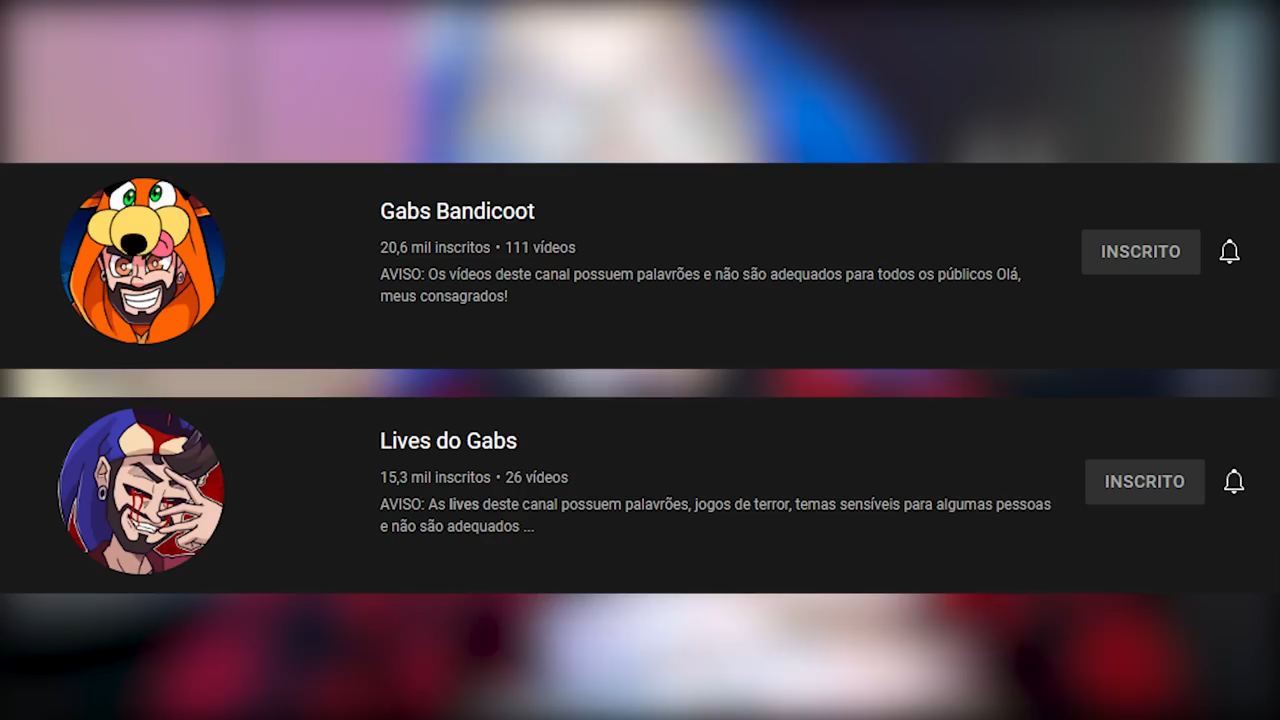 Gabs Bandicoot
20,6 mil inscritos • 111 vídeos
AVISO: Os vídeos deste canal possuem palavrões e não são adequados para todos os públicos Olá,
meus consagrados!
INSCRITO
Lives do Gabs
15,3 mil inscritos • 26 vídeos
AVISO: As lives deste canal possuem palavrões, jogos de terror, temas sensíveis para algumas pessoas
e não são adequados ...
INSCRITO